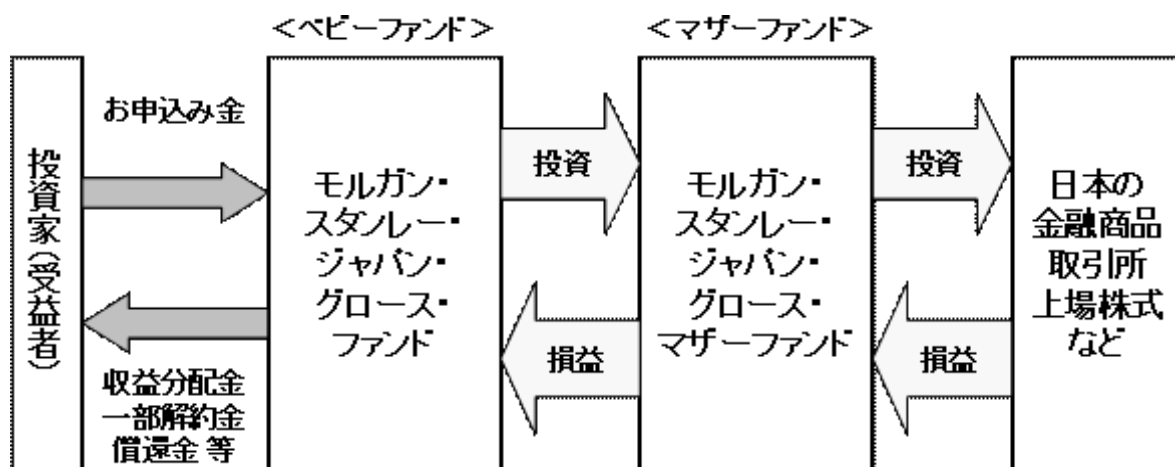 <ベビーファンド>
<マザーファンド>
投資家(受益者)
お申込み金
収益分配金
一部解約金
償還金 等
モルガン・
スタンレー・
ジャパン・
グロース・
ファンド
投資
損益
モルガン・
スタンレー・
ジャパン・
グロース・
マザーファンド
投資
損益
日本の
金融商品
取引所
上場株式
など